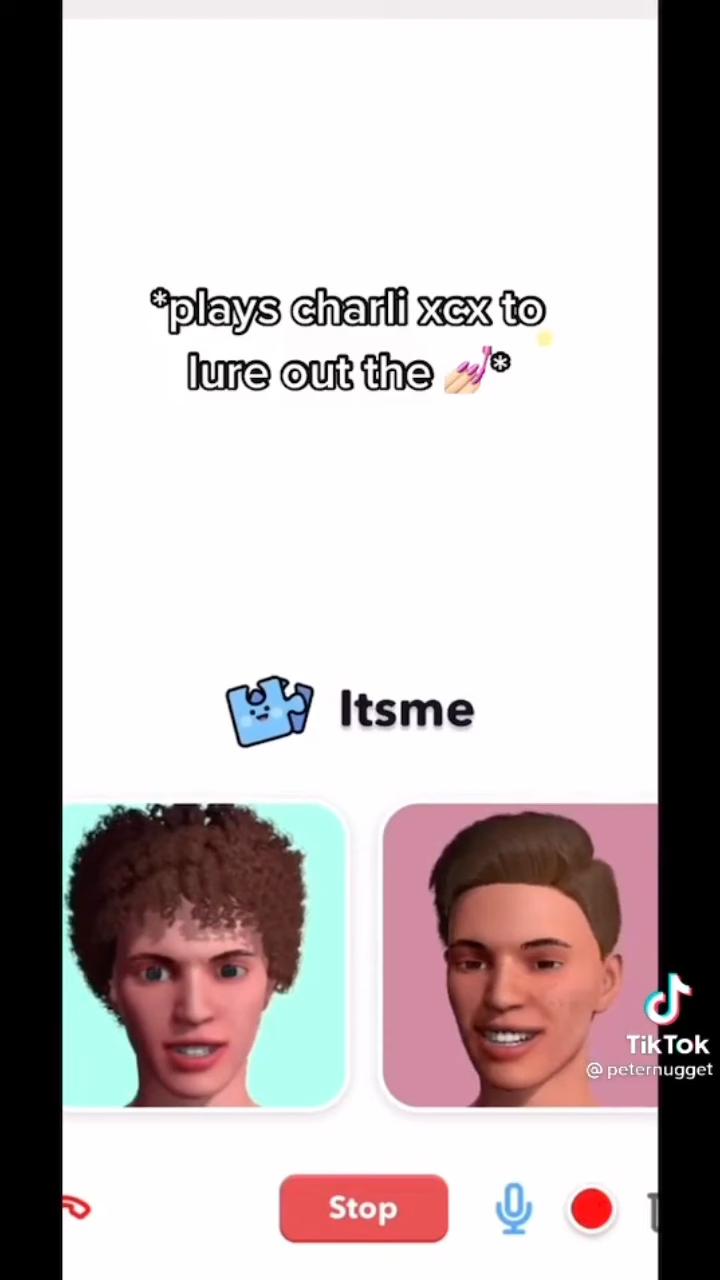 *plays charli xcx to
lure out the 💅🏻*
Itsme
TikTok
@peternugget
Stop